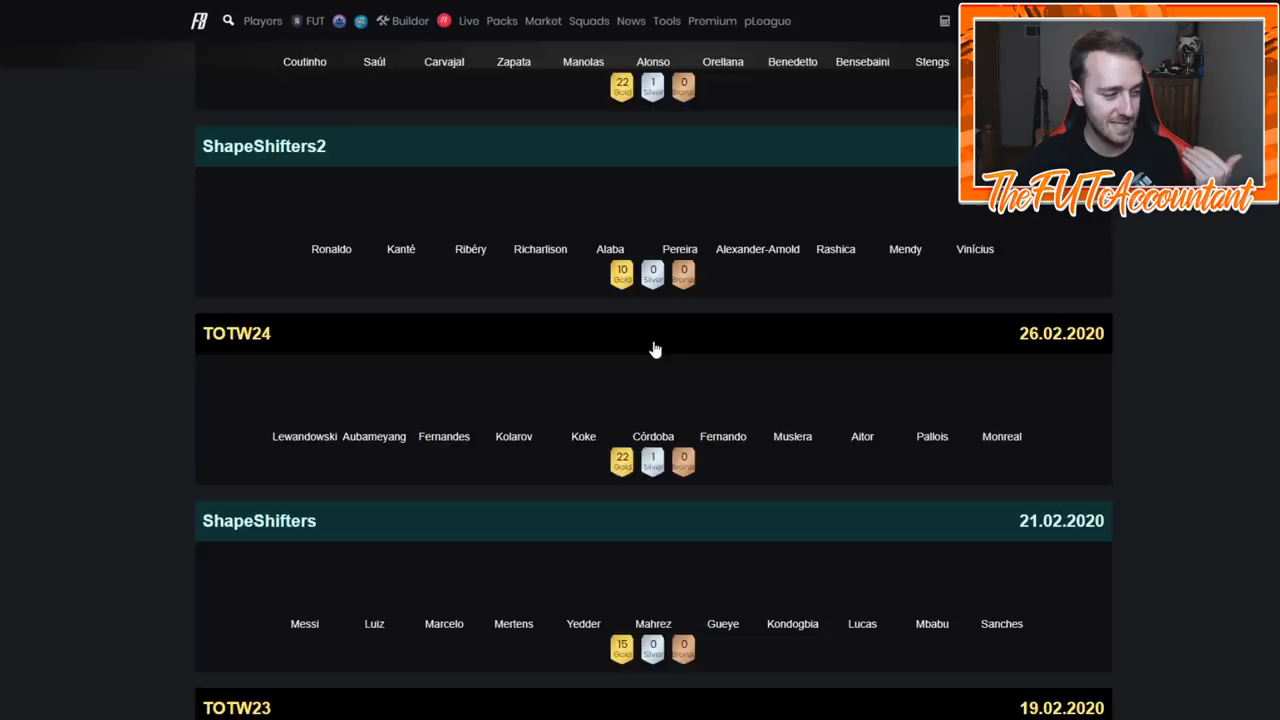 FB Players FUT Builder Live Packs Market Squads News Tools Premium pLeague
TheFUTAccountant
Coutinho Saúl Carvajal Zapata Manolas Alonso Orellana Benedetto Bensebaini Stengs
22 1 0
Gold Silver Bronze
ShapeShifters2
Ronaldo Kanté Ribéry Richarlison Alaba Pereira Alexander-Arnold Rashica Mendy Vinícius
10 0 0
Gold Silver Bronze
TOTW24 26.02.2020
Lewandowski Aubameyang Fernandes Kolarov Koke Córdoba Fernando Muslera Aitor Pallois Monreal
22 1 0
Gold Silver Bronze
ShapeShifters 21.02.2020
Messi Luiz Marcelo Mertens Yedder Mahrez Gueye Kondogbia Lucas Mbabu Sanches
15 0 0
Gold Silver Bronze
TOTW23 19.02.2020